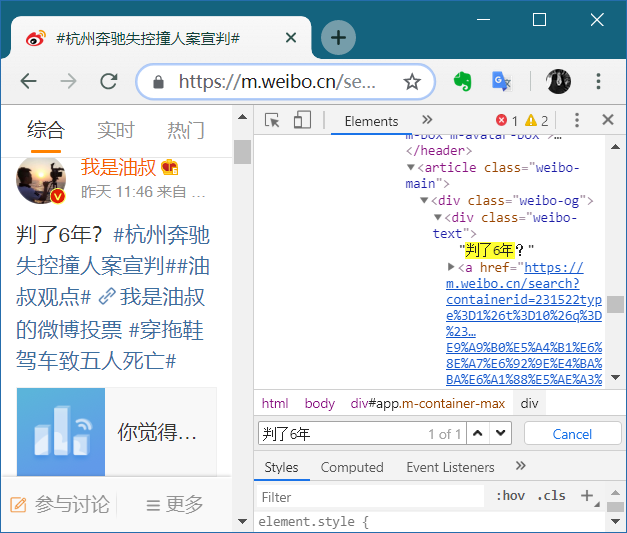 #杭州奔驰失控撞人案宣判#
https://m.weibo.cn/se...
综合 实时 热门
我是油叔
昨天 11:46 来自 ...
判了6年？#杭州奔驰
失控撞人案宣判##油
叔观点# 我是油叔
的微博投票 #穿拖鞋
驾车致五人死亡#
你觉得...
参与讨论 更多
Elements
1 2
m-box m-avatar-box">…
</header>
<article class="weibo-
main">
<div class="weibo-og">
<div class="weibo-
text">
"判了6年？"
<a href="https://
m.weibo.cn/search?
containerid=231522typ
e%3D1%26t%3D10%26q%3D
%23…
E9%A9%B0%E5%A4%B1%E6%
8E%A7%E6%92%9E%E4%BA%
BA%E6%A1%88%E5%AE%A3%
html body div#app.m-container-max div
判了6年 1 of 1 Cancel
Styles Computed Event Listeners
Filter :hov .cls
element.style {